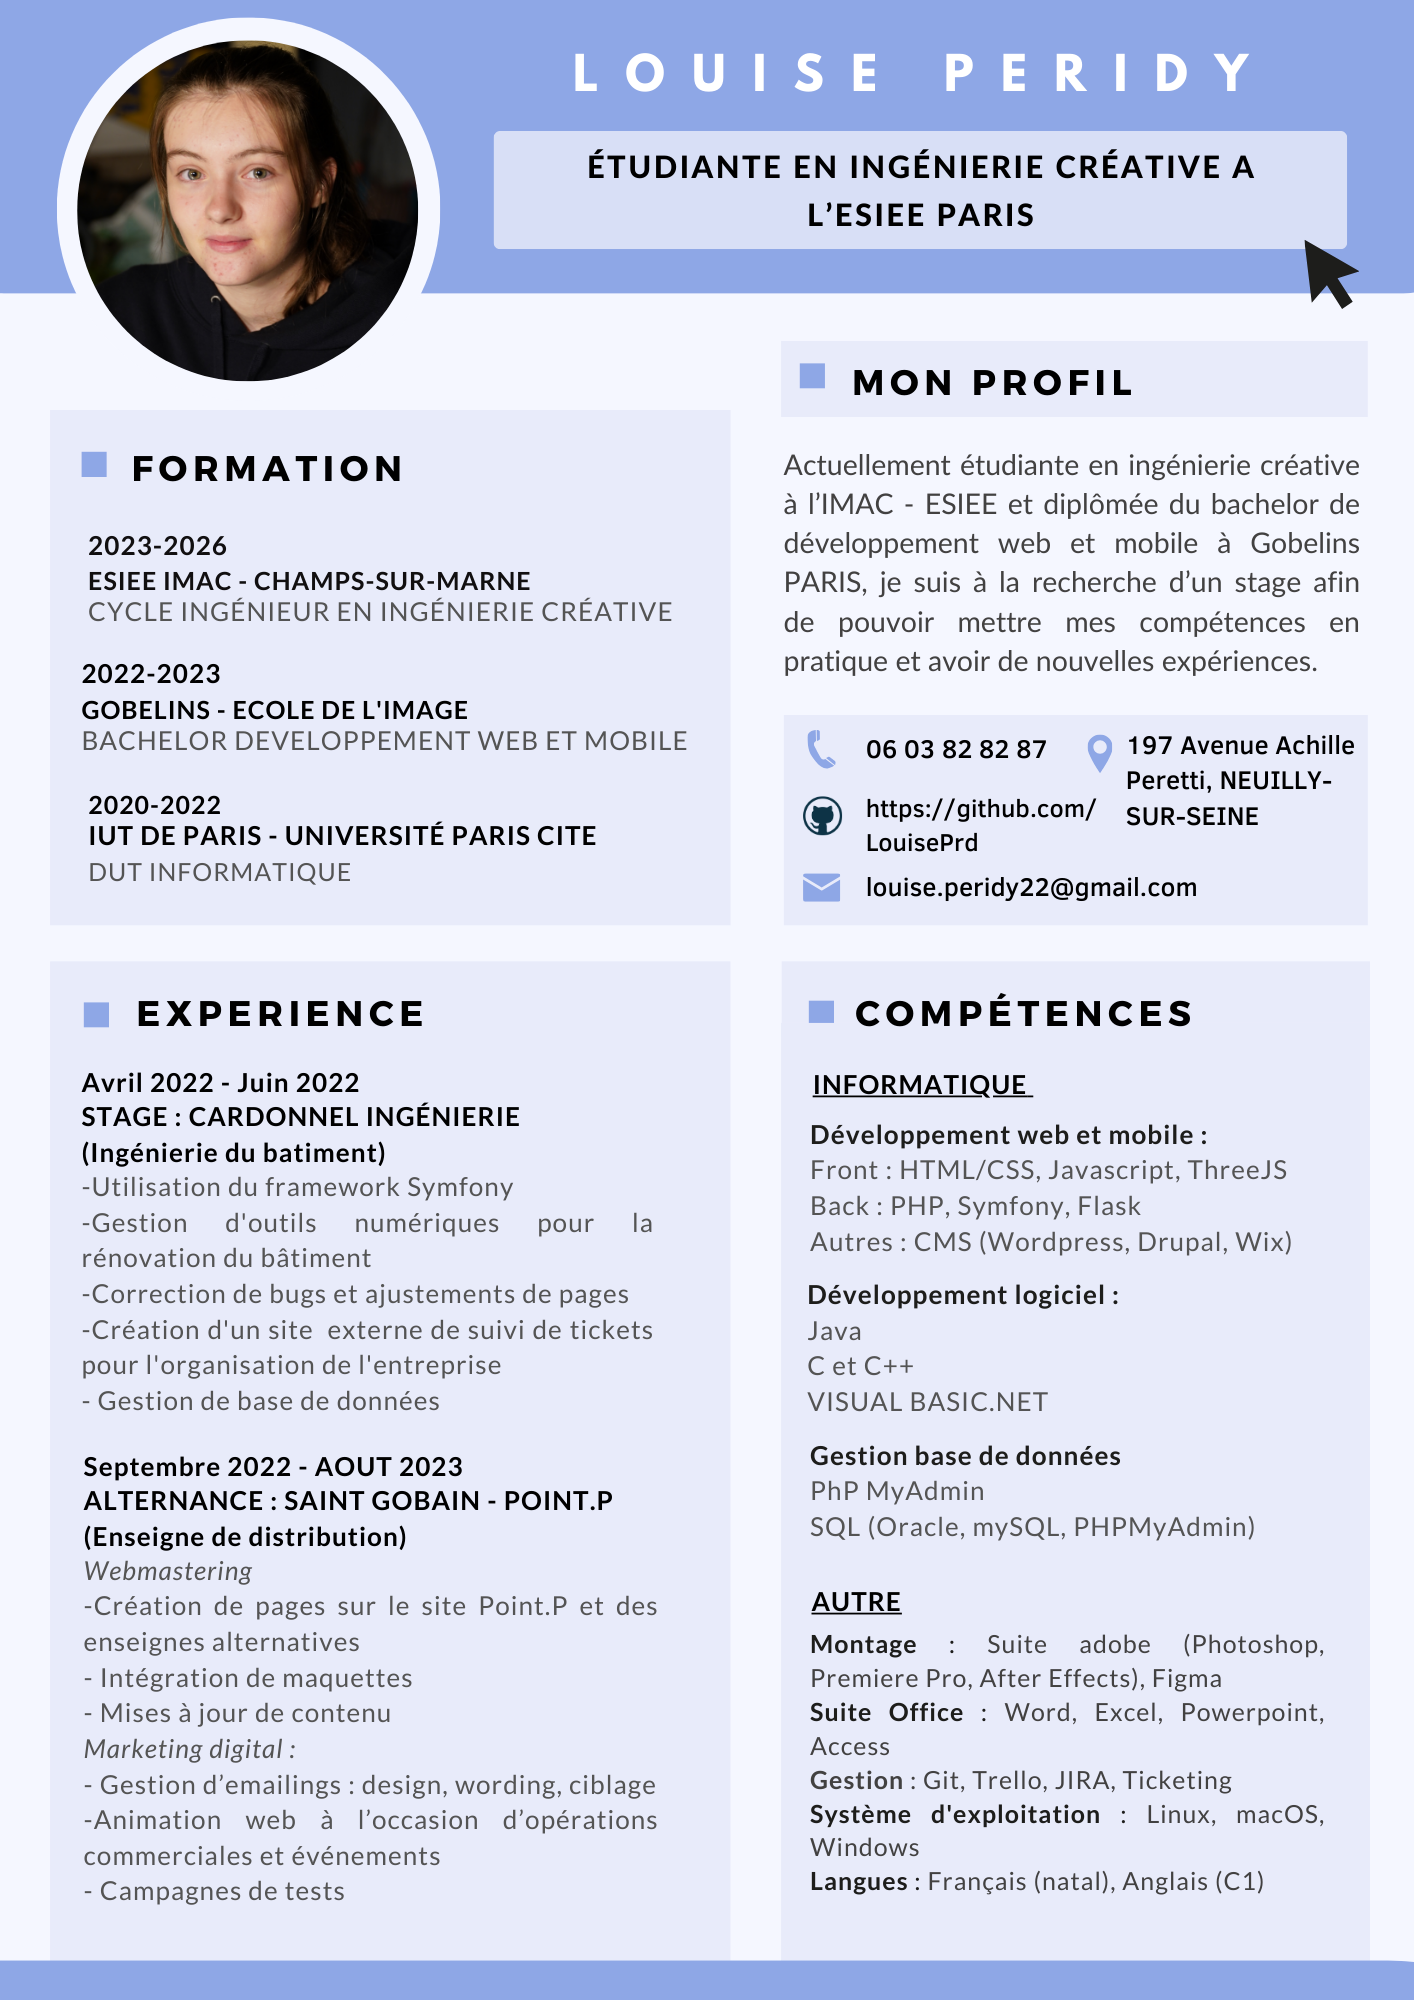 LOUISE PERIDY
ÉTUDIANTE EN INGÉNIERIE CRÉATIVE A
L’ESIEE PARIS
FORMATION
2023-2026
ESIEE IMAC - CHAMPS-SUR-MARNE
CYCLE INGÉNIEUR EN INGÉNIERIE CRÉATIVE
2022-2023
GOBELINS - ECOLE DE L'IMAGE
BACHELOR DEVELOPPEMENT WEB ET MOBILE
2020-2022
IUT DE PARIS - UNIVERSITÉ PARIS CITE
DUT INFORMATIQUE
MON PROFIL
Actuellement étudiante en ingénierie créative
à l’IMAC - ESIEE et diplômée du bachelor de
développement web et mobile à Gobelins
PARIS, je suis à la recherche d’un stage afin
de pouvoir mettre mes compétences en
pratique et avoir de nouvelles expériences.
06 03 82 82 87
197 Avenue Achille
Peretti, NEUILLY-
SUR-SEINE
https://github.com/
LouisePrd
louise.peridy22@gmail.com
EXPERIENCE
Avril 2022 - Juin 2022
STAGE : CARDONNEL INGÉNIERIE
(Ingénierie du batiment)
-Utilisation du framework Symfony
-Gestion d'outils numériques pour la
rénovation du bâtiment
-Correction de bugs et ajustements de pages
-Création d'un site externe de suivi de tickets
pour l'organisation de l'entreprise
- Gestion de base de données
Septembre 2022 - AOUT 2023
ALTERNANCE : SAINT GOBAIN - POINT.P
(Enseigne de distribution)
Webmastering
-Création de pages sur le site Point.P et des
enseignes alternatives
- Intégration de maquettes
- Mises à jour de contenu
Marketing digital :
- Gestion d’emailings : design, wording, ciblage
-Animation web à l’occasion d’opérations
commerciales et événements
- Campagnes de tests
COMPÉTENCES
INFORMATIQUE
Développement web et mobile :
Front : HTML/CSS, Javascript, ThreeJS
Back : PHP, Symfony, Flask
Autres : CMS (Wordpress, Drupal, Wix)
Développement logiciel :
Java
C et C++
VISUAL BASIC.NET
Gestion base de données
PhP MyAdmin
SQL (Oracle, mySQL, PHPMyAdmin)
AUTRE
Montage : Suite adobe (Photoshop,
Premiere Pro, After Effects), Figma
Suite Office : Word, Excel, Powerpoint,
Access
Gestion : Git, Trello, JIRA, Ticketing
Système d'exploitation : Linux, macOS,
Windows
Langues : Français (natal), Anglais (C1)